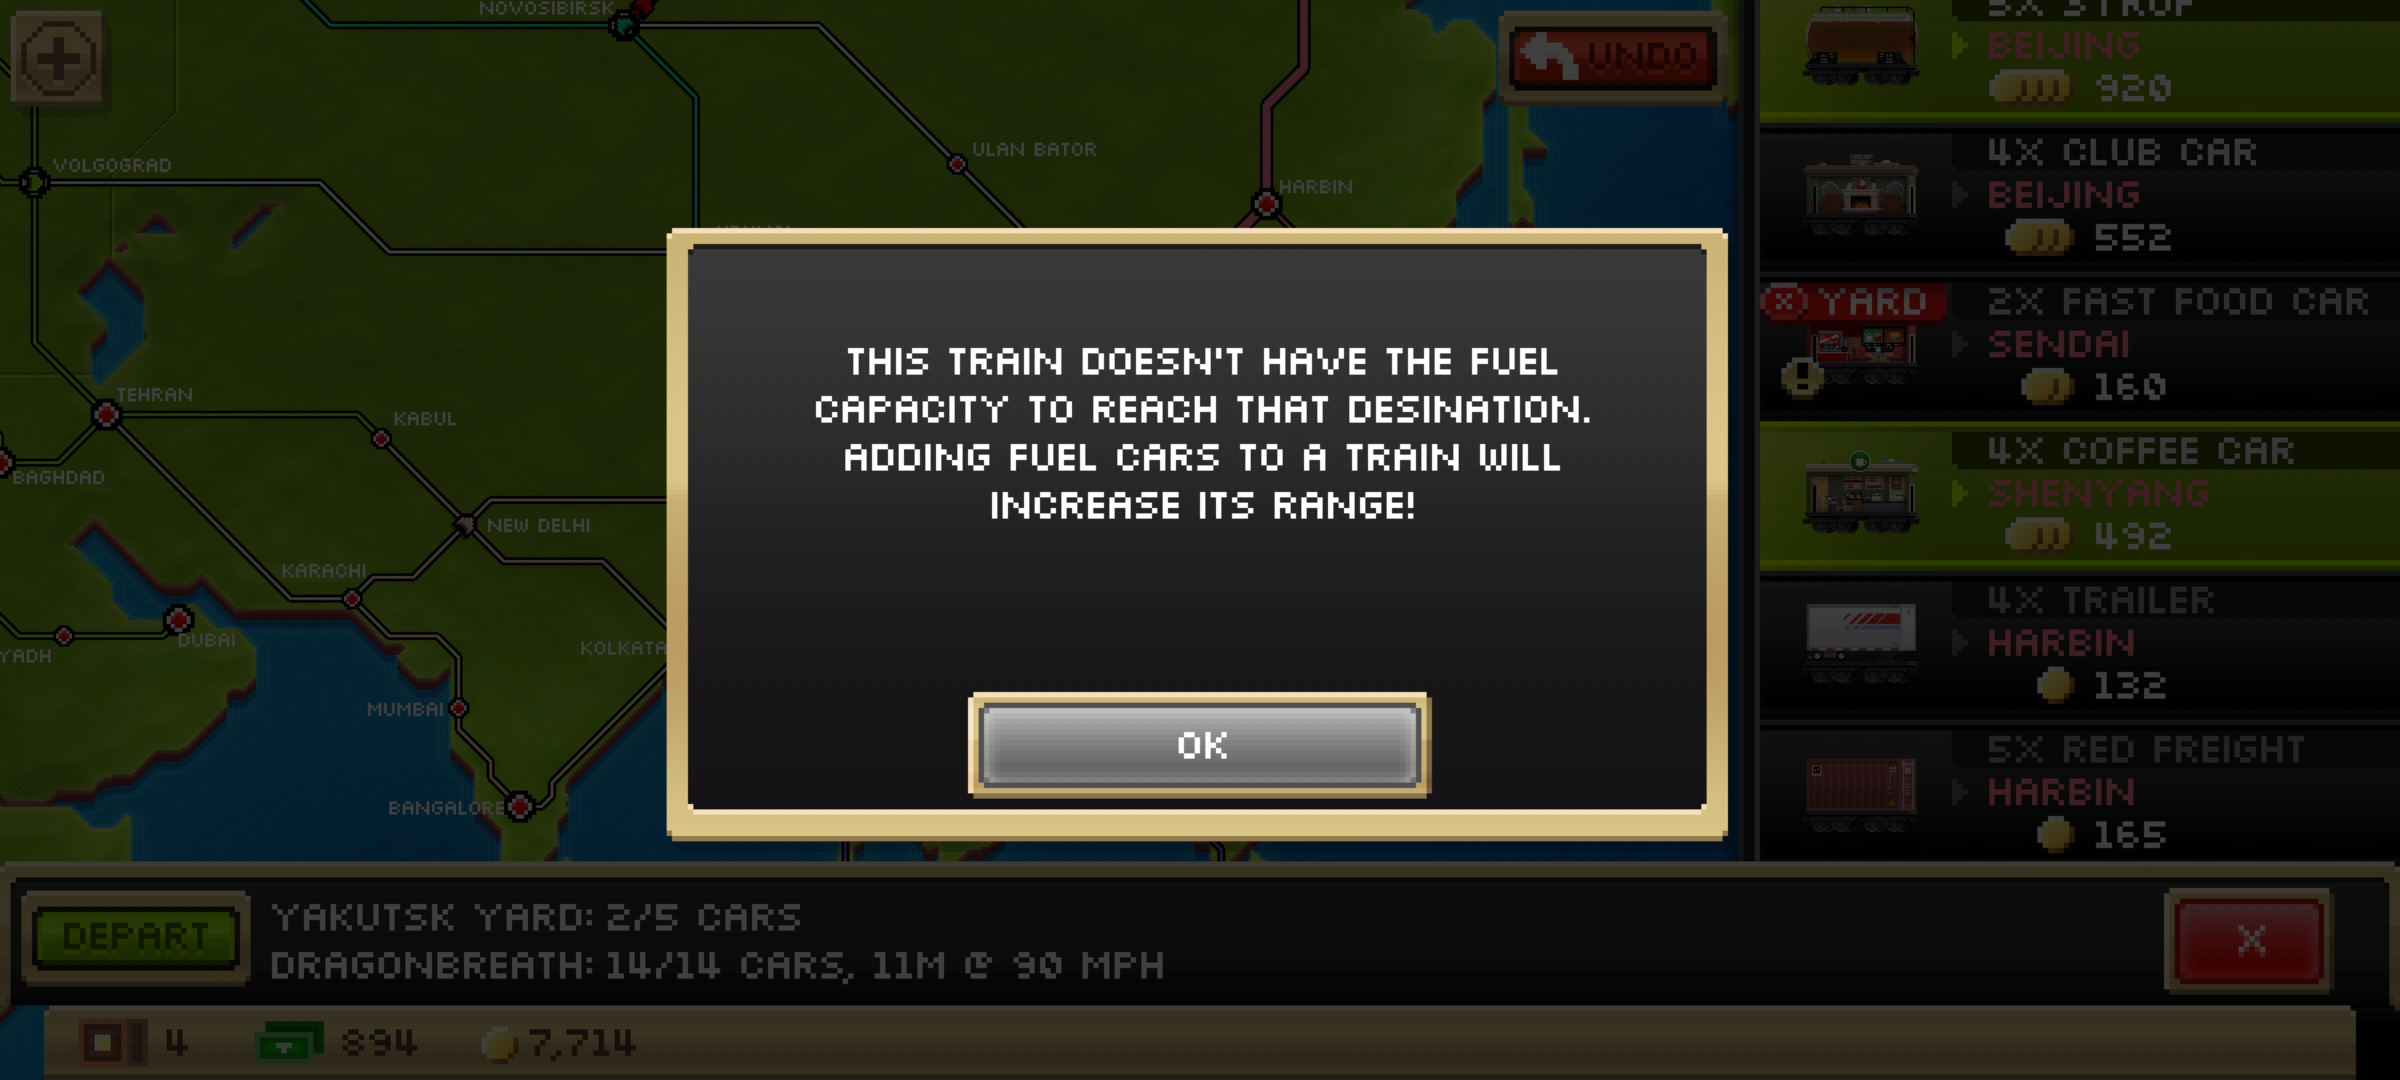 NOVOSIBIRSK
UNDO
BEIJING
920
VOLGOGRAD
ULAN BATOR
HARBIN
4X CLUB CAR
BEIJING
552
YARD
2X FAST FOOD CAR
SENDAI
160
TEHRAN
KABUL
BAGHDAD
NEW DELHI
KARACHI
DUBAI
YADH
KOLKATA
MUMBAI
BANGALORE
THIS TRAIN DOESN'T HAVE THE FUEL
CAPACITY TO REACH THAT DESINATION.
ADDING FUEL CARS TO A TRAIN WILL
INCREASE ITS RANGE!
OK
4X COFFEE CAR
SHENYANG
492
4X TRAILER
HARBIN
132
5X RED FREIGHT
HARBIN
165
DEPART
YAKUTSK YARD: 2/5 CARS
DRAGONBREATH: 14/14 CARS, 11M @ 90 MPH
X
4
894
7,714